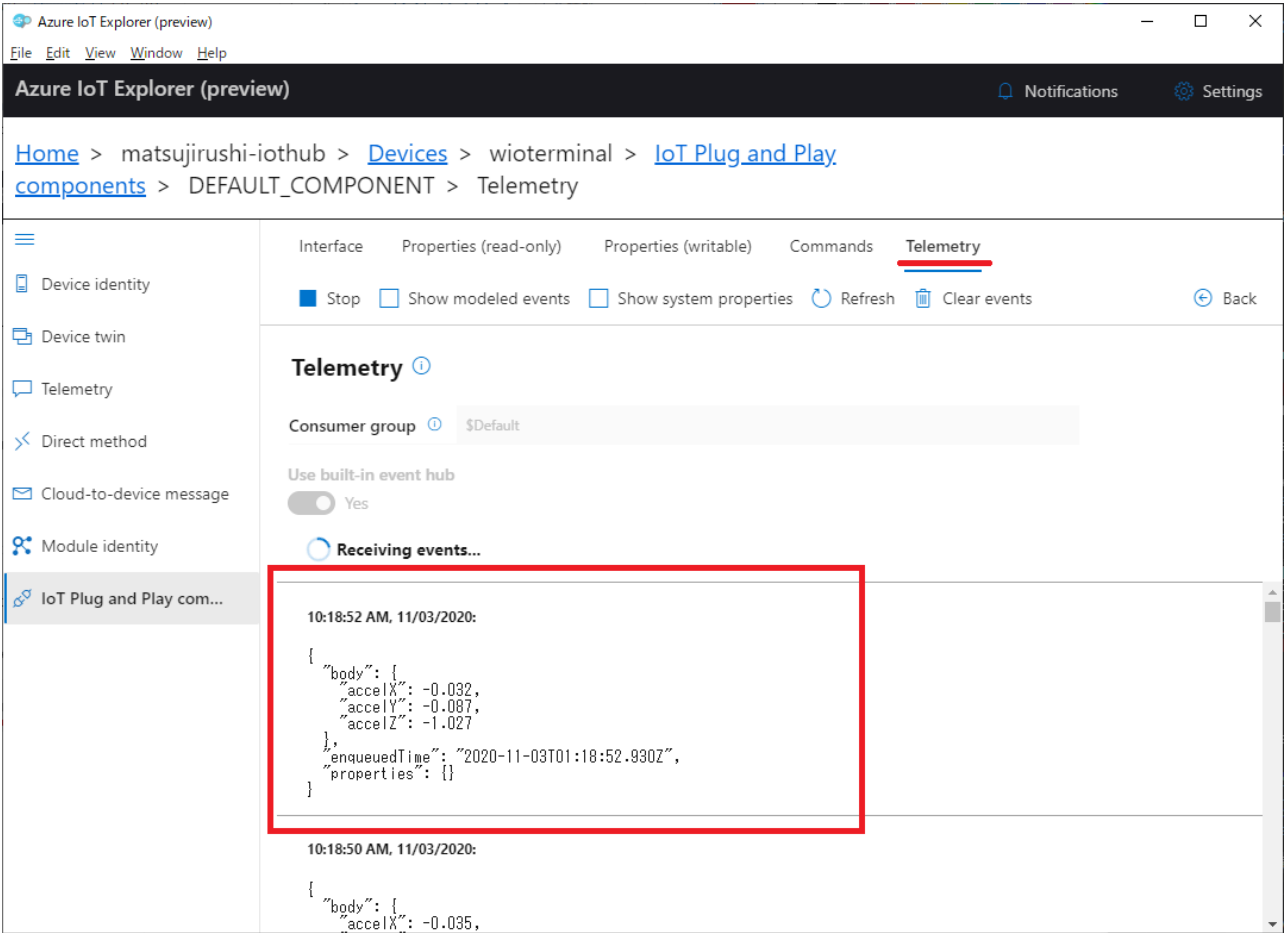 Azure IoT Explorer (preview)
File Edit View Window Help
Azure IoT Explorer (preview)
Notifications
Settings
Home > matsujirushi-iothub > Devices > wioterminal > IoT Plug and Play
components > DEFAULT_COMPONENT > Telemetry
Device identity
Device twin
Telemetry
Direct method
Cloud-to-device message
Module identity
IoT Plug and Play com...
Interface Properties (read-only) Properties (writable) Commands Telemetry
Stop Show modeled events Show system properties Refresh Clear events Back
Telemetry
Consumer group $Default
Use built-in event hub
Yes
Receiving events...
10:18:52 AM, 11/03/2020:
{
"body": {
"accelX": -0.032,
"accelY": -0.087,
"accelZ": -1.027
},
"enqueuedTime": "2020-11-03T01:18:52.930Z",
"properties": {}
}
10:18:50 AM, 11/03/2020:
{
"body": {
"accelX": -0.035,